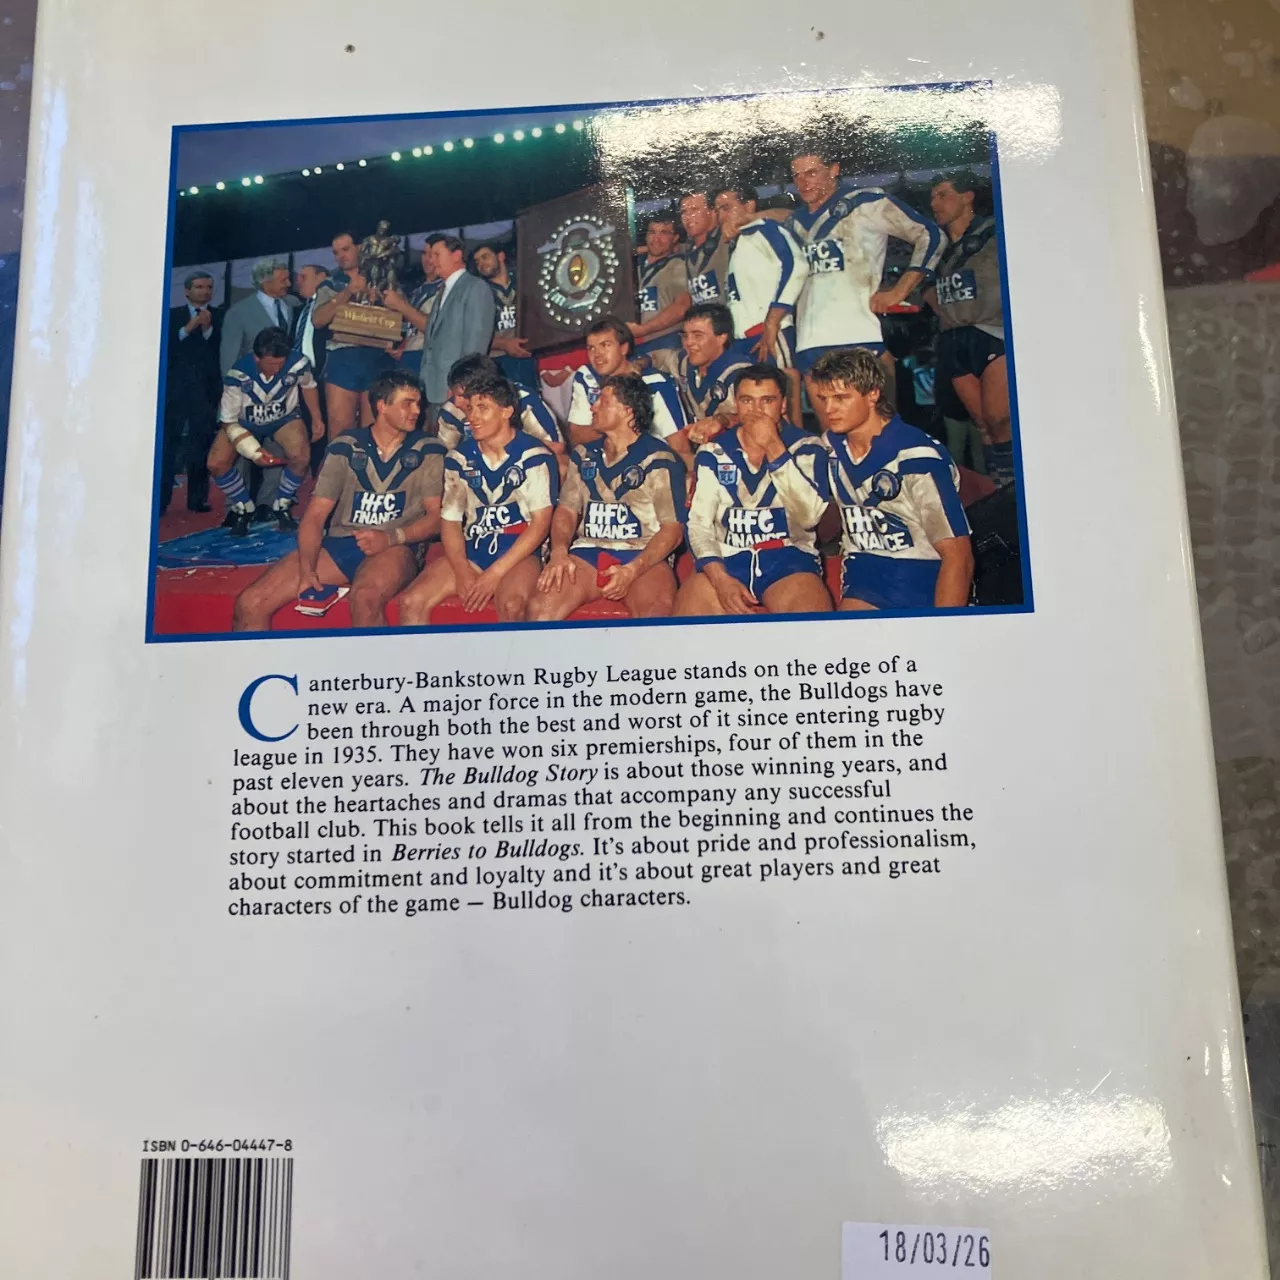 Winfield Cup
HFC
FINANCE
HFC
FINANCE
HFC
FINANCE
HFC
FINANCE
HFC
FINANCE
Canterbury-Bankstown Rugby League stands on the edge of a
new era. A major force in the modern game, the Bulldogs have
been through both the best and worst of it since entering rugby
league in 1935. They have won six premierships, four of them in the
past eleven years. The Bulldog Story is about those winning years, and
about the heartaches and dramas that accompany any successful
football club. This book tells it all from the beginning and continues the
story started in Berries to Bulldogs. It's about pride and professionalism,
about commitment and loyalty and it's about great players and great
characters of the game — Bulldog characters.
ISBN 0-646-04447-8
18/03/26